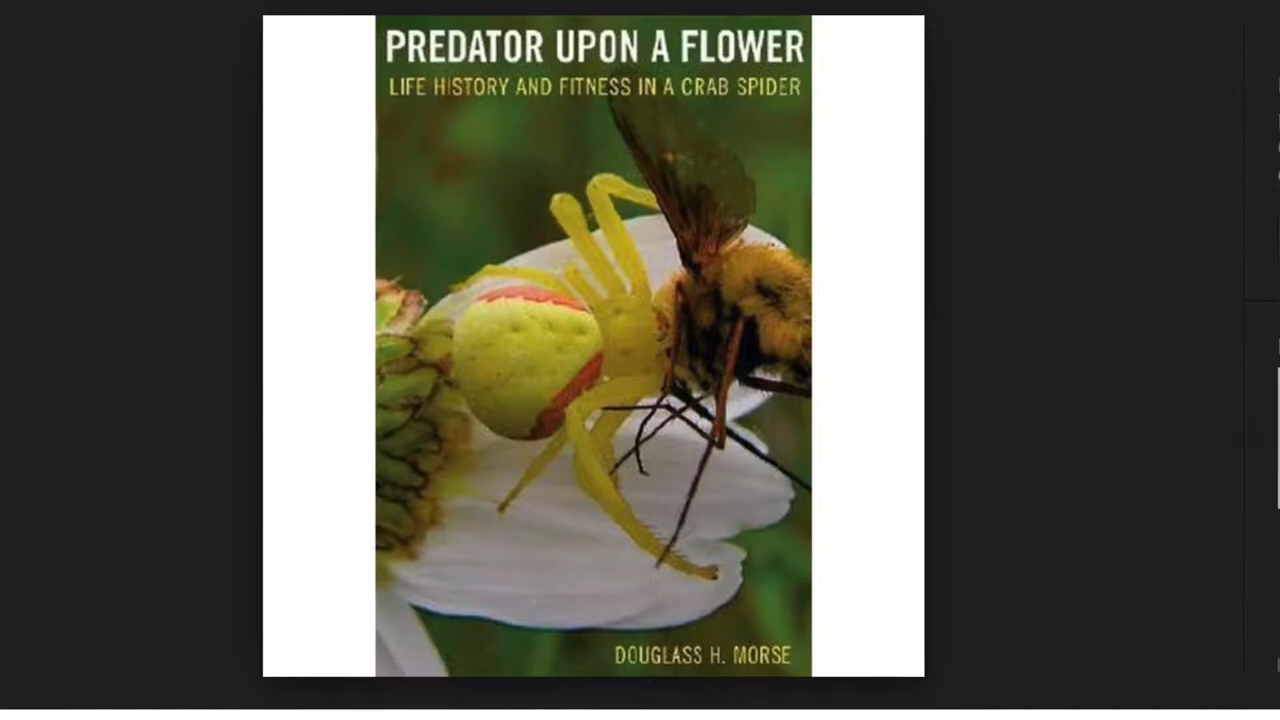 PREDATOR UPON A FLOWER
LIFE HISTORY AND FITNESS IN A CRAB SPIDER
DOUGLASS H. MORSE